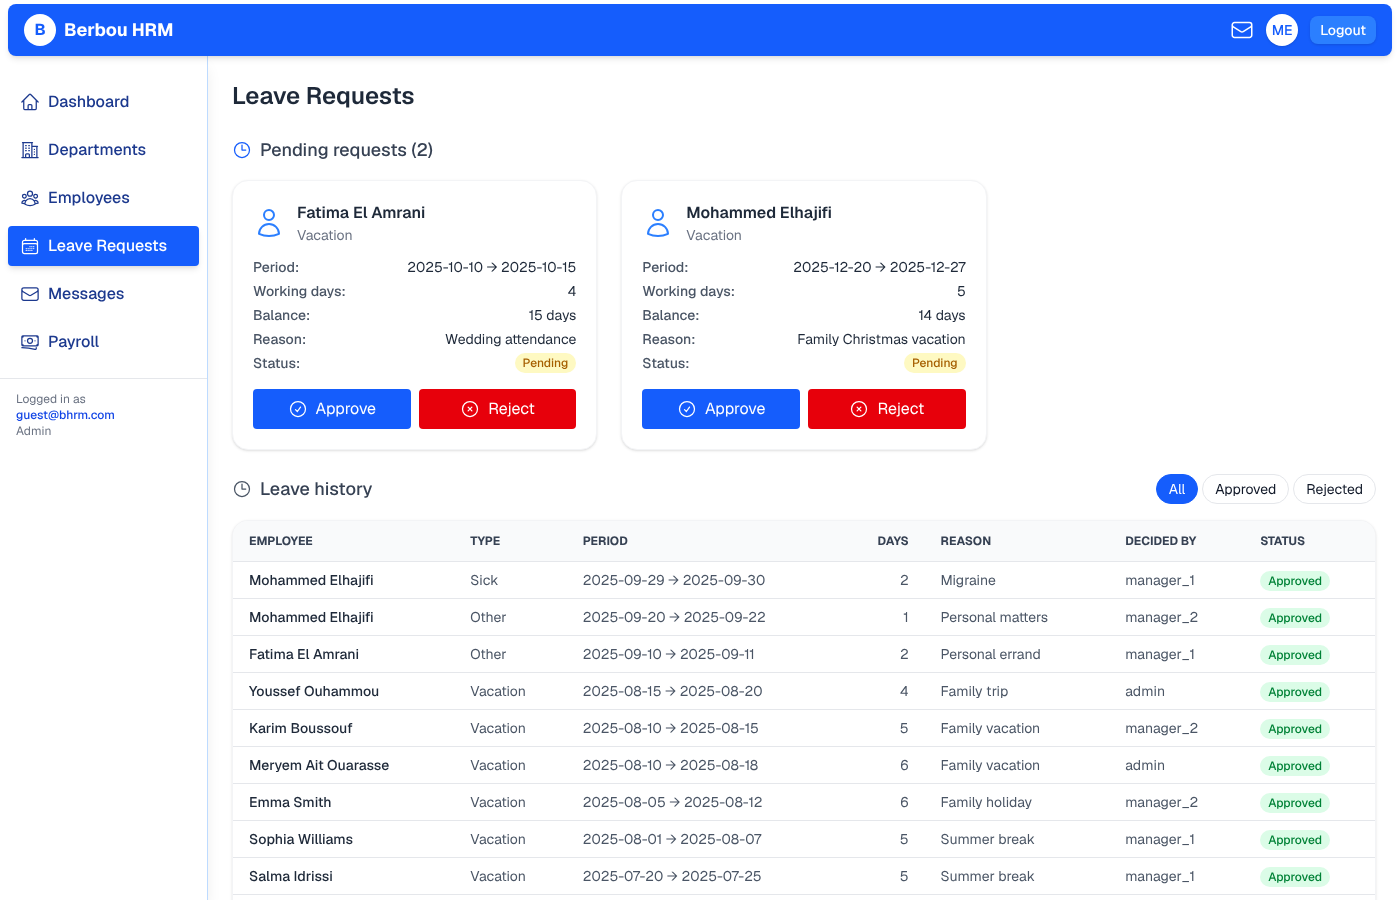 B Berbou HRM
ME Logout
Dashboard
Departments
Employees
Leave Requests
Messages
Payroll
Logged in as
guest@bhrm.com
Admin
Leave Requests
Pending requests (2)
Fatima El Amrani
Vacation
Period: 2025-10-10 → 2025-10-15
Working days: 4
Balance: 15 days
Reason: Wedding attendance
Status: Pending
Approve Reject
Mohammed Elhajifi
Vacation
Period: 2025-12-20 → 2025-12-27
Working days: 5
Balance: 14 days
Reason: Family Christmas vacation
Status: Pending
Approve Reject
Leave history
All Approved Rejected
EMPLOYEE TYPE PERIOD DAYS REASON DECIDED BY STATUS
Mohammed Elhajifi Sick 2025-09-29 → 2025-09-30 2 Migraine manager_1 Approved
Mohammed Elhajifi Other 2025-09-20 → 2025-09-22 1 Personal matters manager_2 Approved
Fatima El Amrani Other 2025-09-10 → 2025-09-11 2 Personal errand manager_1 Approved
Youssef Ouhammou Vacation 2025-08-15 → 2025-08-20 4 Family trip admin Approved
Karim Boussouf Vacation 2025-08-10 → 2025-08-15 5 Family vacation manager_2 Approved
Meryem Ait Ouarasse Vacation 2025-08-10 → 2025-08-18 6 Family vacation admin Approved
Emma Smith Vacation 2025-08-05 → 2025-08-12 6 Family holiday manager_2 Approved
Sophia Williams Vacation 2025-08-01 → 2025-08-07 5 Summer break manager_1 Approved
Salma Idrissi Vacation 2025-07-20 → 2025-07-25 5 Summer break manager_1 Approved